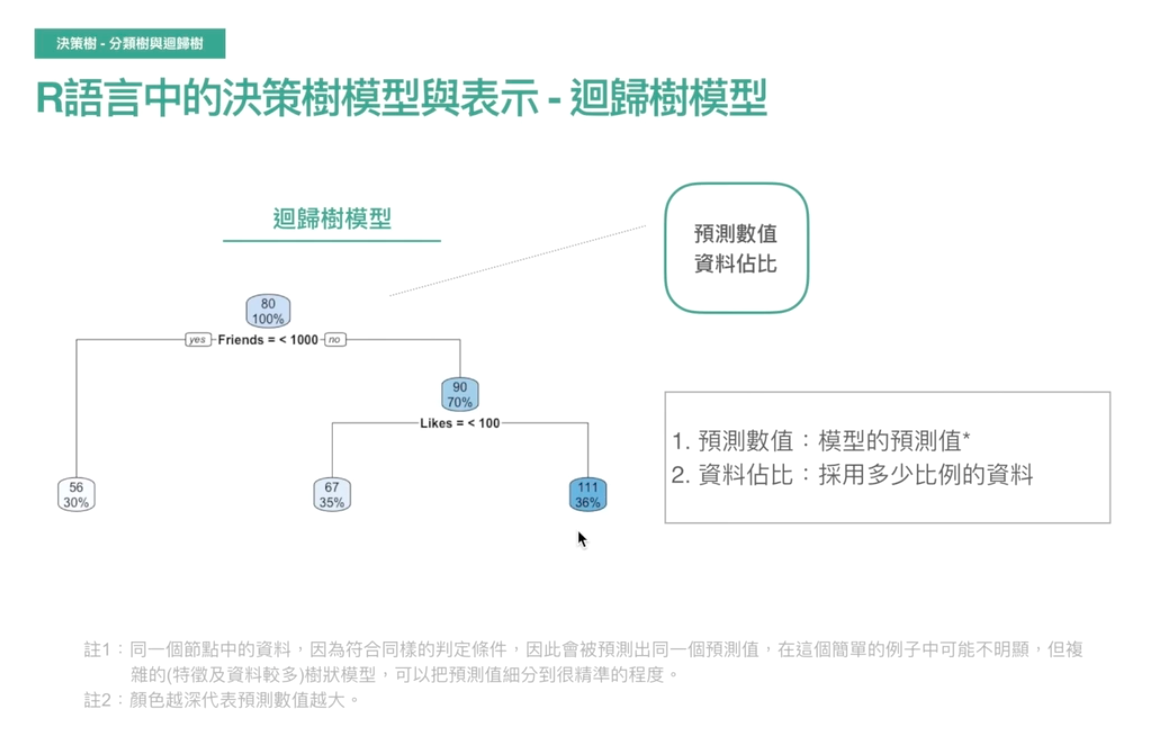 決策樹 - 分類樹與迴歸樹
R語言中的決策樹模型與表示 - 迴歸樹模型
迴歸樹模型
預測數值
資料佔比
80
100%
yes Friends = < 1000 no
90
70%
Likes = < 100
56
30%
67
35%
111
36%
1. 預測數值：模型的預測值*
2. 資料佔比：採用多少比例的資料
註1：同一個節點中的資料，因為符合同樣的判定條件，因此會被預測出同一個預測值，在這個簡單的例子中可能不明顯，但複
雜的(特徵及資料較多)樹狀模型，可以把預測值細分到很精準的程度。
註2：顏色越深代表預測數值越大。